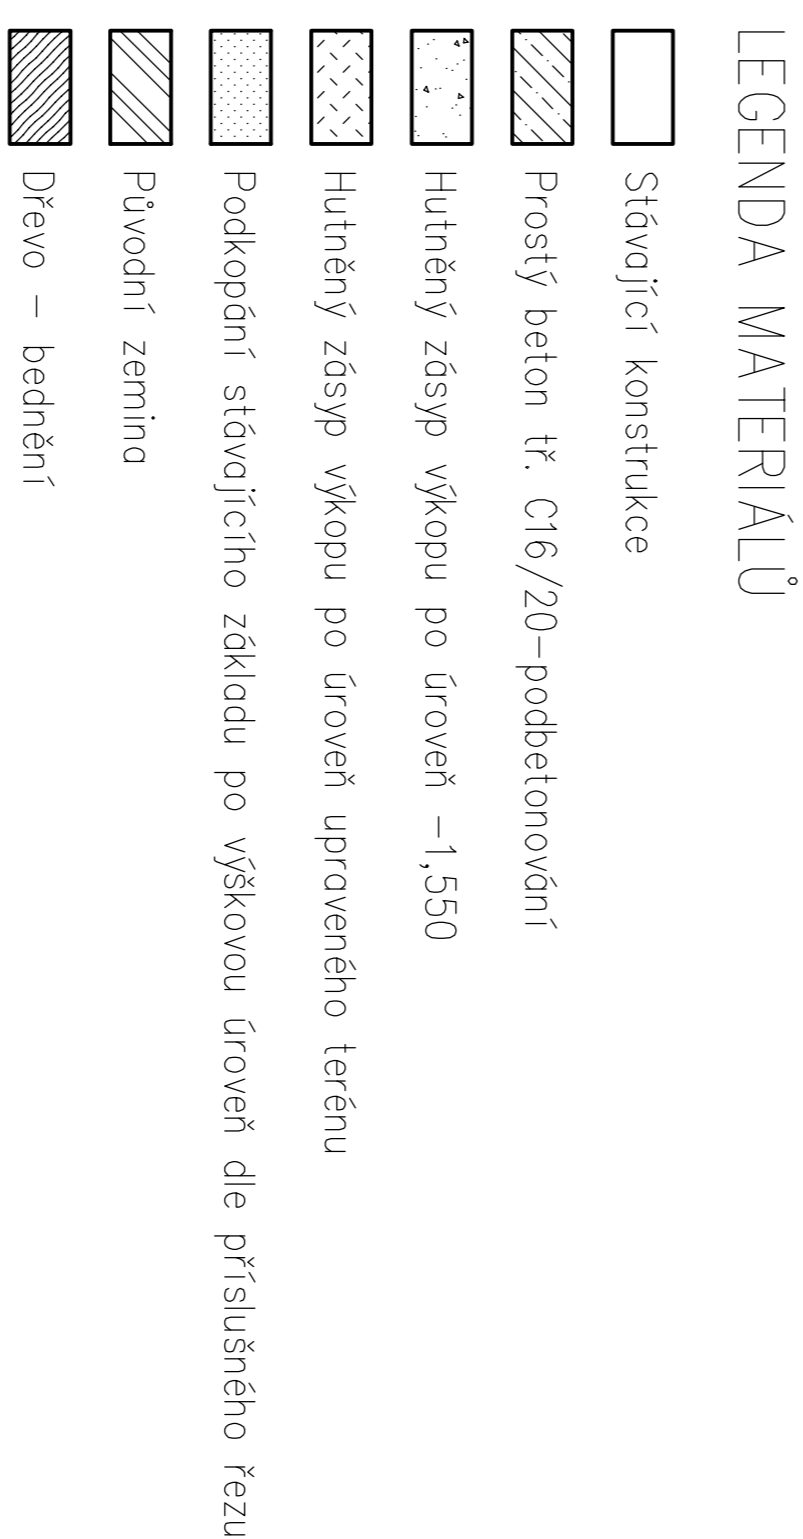 LEGENDA MATERIÁLŮ
Stávající konstrukce
Prostý beton tř. C16/20-podbetonování
Hutněný zásyp výkopu po úroveň -1,550
Hutněný zásyp výkopu po úroveň upraveného terénu
Podkopání stávajícího základu po výškovou úroveň dle příslušného řezu
Původní zemina
Dřevo - bednění